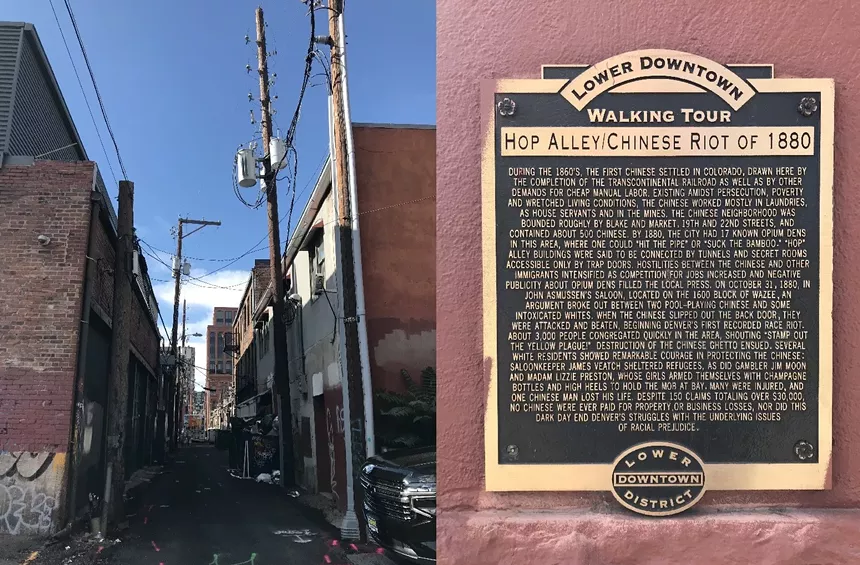 LOWER DOWNTOWN
WALKING TOUR
HOP ALLEY/CHINESE RIOT OF 1880
DURING THE 1860'S, THE FIRST CHINESE SETTLED IN COLORADO, DRAWN HERE BY
THE COMPLETION OF THE TRANSCONTINENTAL RAILROAD AS WELL AS BY OTHER
DEMANDS FOR CHEAP MANUAL LABOR. EXISTING AMIDST PERSECUTION, POVERTY
AND WRETCHED LIVING CONDITIONS, THE CHINESE WORKED MOSTLY IN LAUNDRIES,
AS HOUSE SERVANTS AND IN THE MINES. THE CHINESE NEIGHBORHOOD WAS
BOUNDED ROUGHLY BY BLAKE AND MARKET, 19TH AND 22ND STREETS, AND
CONTAINED ABOUT 500 CHINESE. BY 1880, THE CITY HAD 17 KNOWN OPIUM DENS
IN THIS AREA, WHERE ONE COULD "HIT THE PIPE" OR "SUCK THE BAMBOO." "HOP"
ALLEY BUILDINGS WERE SAID TO BE CONNECTED BY TUNNELS AND SECRET ROOMS
ACCESSIBLE ONLY BY TRAP DOORS. HOSTILITIES BETWEEN THE CHINESE AND OTHER
IMMIGRANTS INTENSIFIED AS COMPETITION FOR JOBS INCREASED AND NEGATIVE
PUBLICITY ABOUT OPIUM DENS FILLED THE LOCAL PRESS. ON OCTOBER 31, 1880, IN
JOHN ASMUSSEN'S SALOON, LOCATED ON THE 1600 BLOCK OF WAZEE, AN
ARGUMENT BROKE OUT BETWEEN TWO POOL-PLAYING CHINESE AND SOME
INTOXICATED WHITES. WHEN THE CHINESE SLIPPED OUT THE BACK DOOR, THEY
WERE ATTACKED AND BEATEN, BEGINNING DENVER'S FIRST RECORDED RACE RIOT.
ABOUT 3,000 PEOPLE CONGREGATED QUICKLY IN THE AREA, SHOUTING "STAMP OUT
THE YELLOW PLAGUE!" DESTRUCTION OF THE CHINESE GHETTO ENSUED. SEVERAL
WHITE RESIDENTS SHOWED REMARKABLE COURAGE IN PROTECTING THE CHINESE:
SALOONKEEPER JAMES VEATCH SHELTERED REFUGEES, AS DID GAMBLER JIM MOON
AND MADAM LIZZIE PRESTON, WHOSE GIRLS ARMED THEMSELVES WITH CHAMPAGNE
BOTTLES AND HIGH HEELS TO HOLD THE MOB AT BAY. MANY WERE INJURED, AND
ONE CHINESE MAN LOST HIS LIFE. DESPITE 150 CLAIMS TOTALING OVER $30,000,
NO CHINESE WERE EVER PAID FOR PROPERTY OR BUSINESS LOSSES, NOR DID THIS
DARK DAY END DENVER'S STRUGGLES WITH THE UNDERLYING ISSUES
OF RACIAL PREJUDICE.
LOWER
DOWNTOWN
DISTRICT